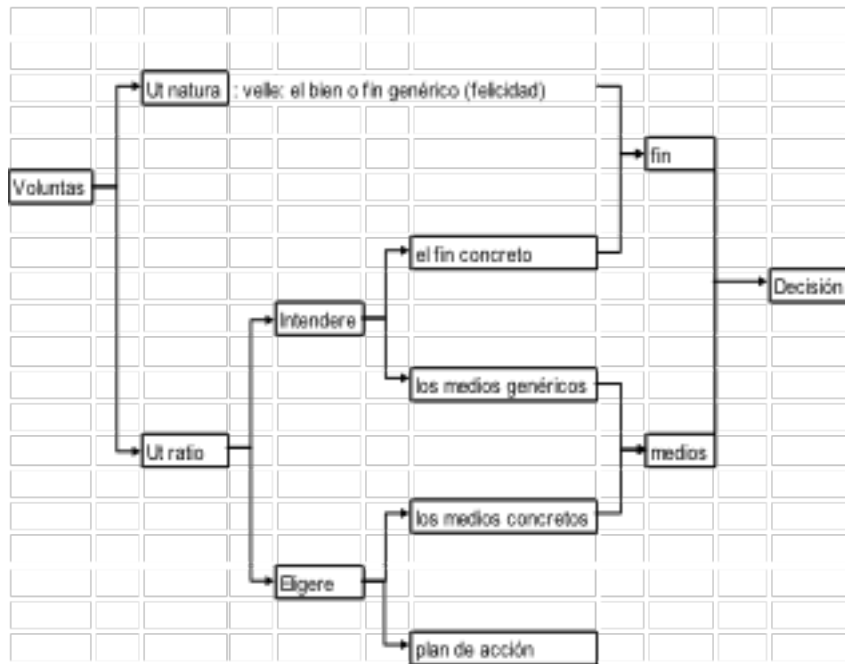 Ut natura : velle: el bien o fin genérico (felicidad)
fin
Voluntas
el fin concreto
Decisión
Intendere
los medios genéricos
Ut ratio
medios
los medios concretos
Eligere
plan de acción